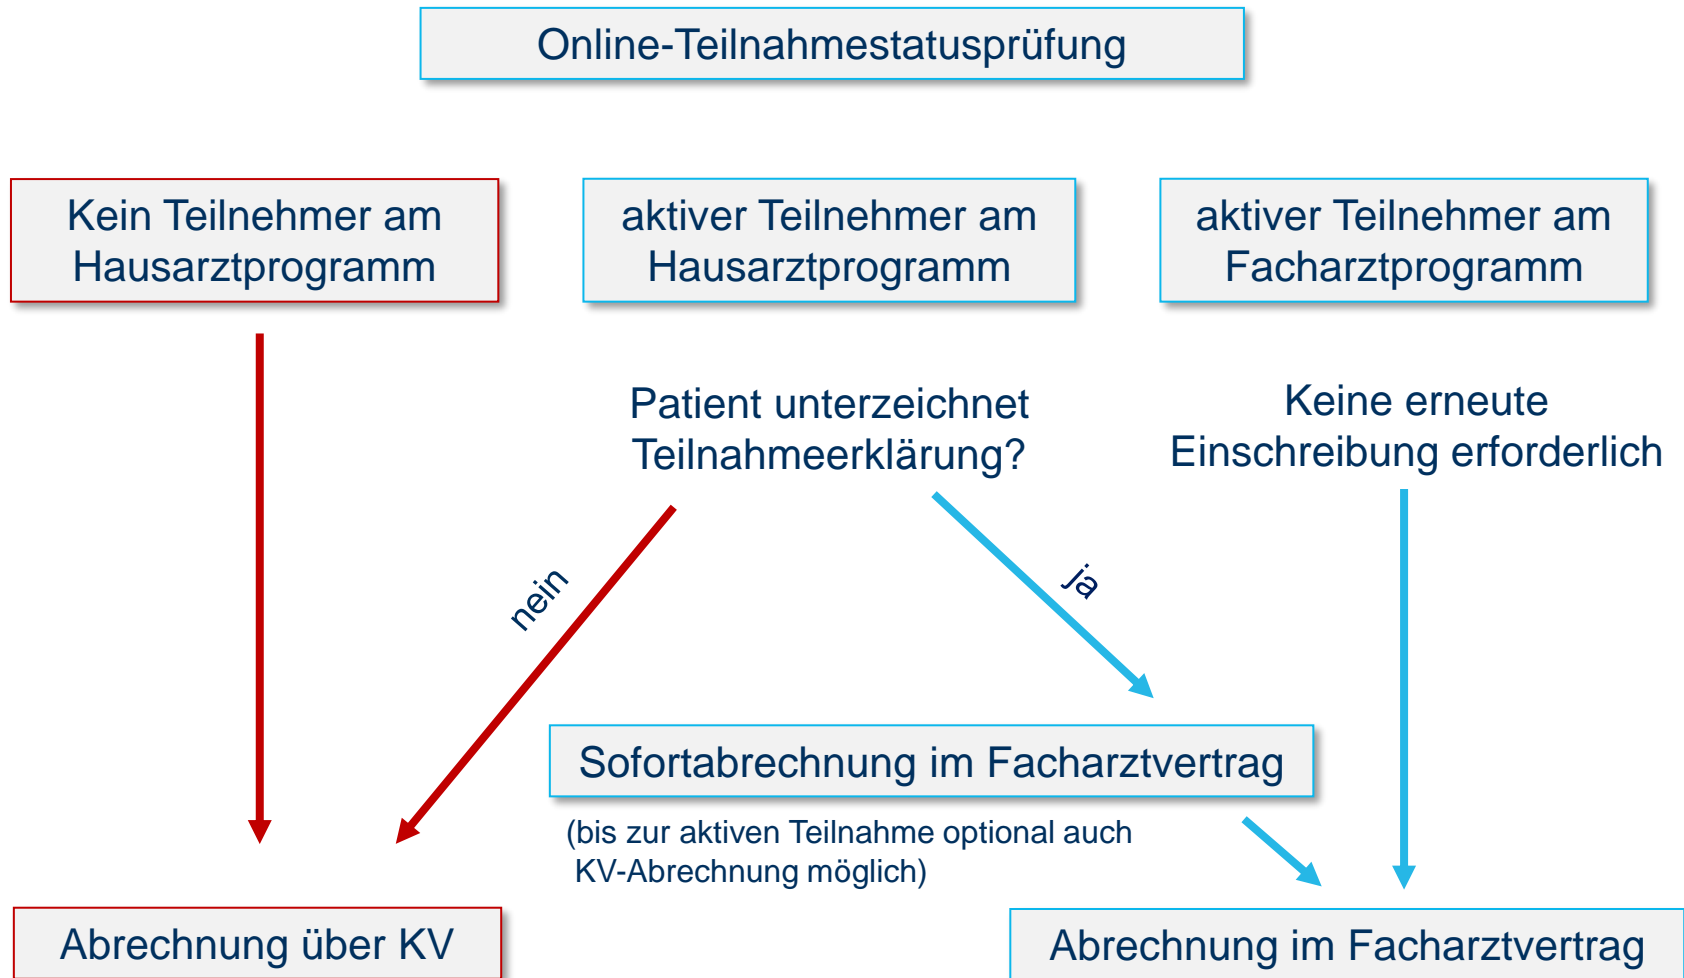 Online-Teilnahmestatusprüfung
Kein Teilnehmer am
Hausarztprogramm
aktiver Teilnehmer am
Hausarztprogramm
aktiver Teilnehmer am
Facharztprogramm
Patient unterzeichnet
Teilnahmeerklärung?
Keine erneute
Einschreibung erforderlich
nein
ja
Sofortabrechnung im Facharztvertrag
(bis zur aktiven Teilnahme optional auch
KV-Abrechnung möglich)
Abrechnung über KV
Abrechnung im Facharztvertrag